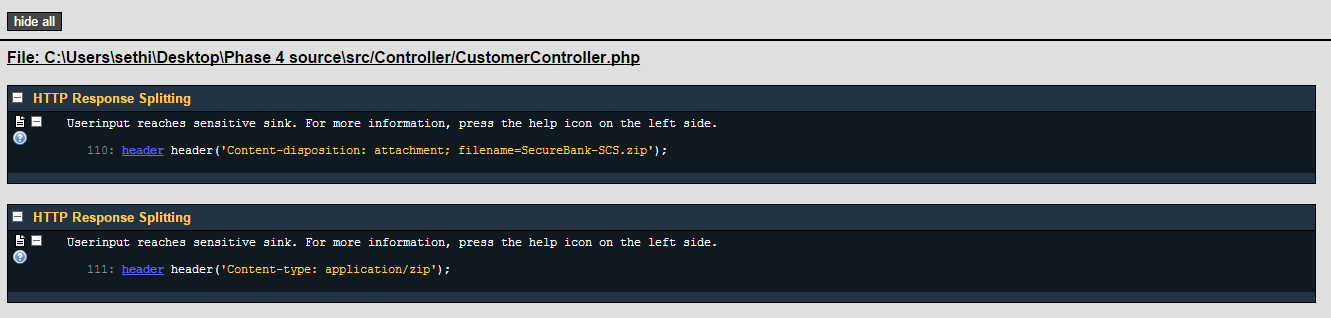 hide all
File: C:\Users\sethi\Desktop\Phase 4 source\src/Controller/CustomerController.php
HTTP Response Splitting
Userinput reaches sensitive sink. For more information, press the help icon on the left side.
110: header header('Content-disposition: attachment; filename=SecureBank-SCS.zip');
HTTP Response Splitting
Userinput reaches sensitive sink. For more information, press the help icon on the left side.
111: header header('Content-type: application/zip');